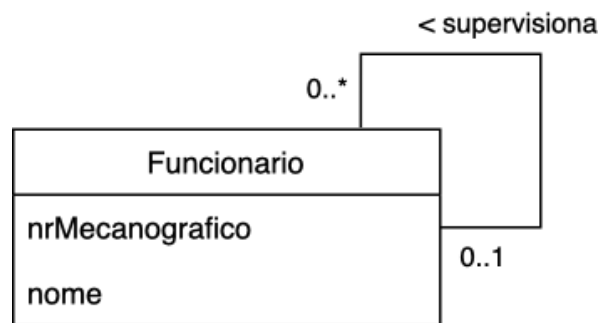 < supervisiona
0..*
Funcionario
nrMecanografico
0..1
nome